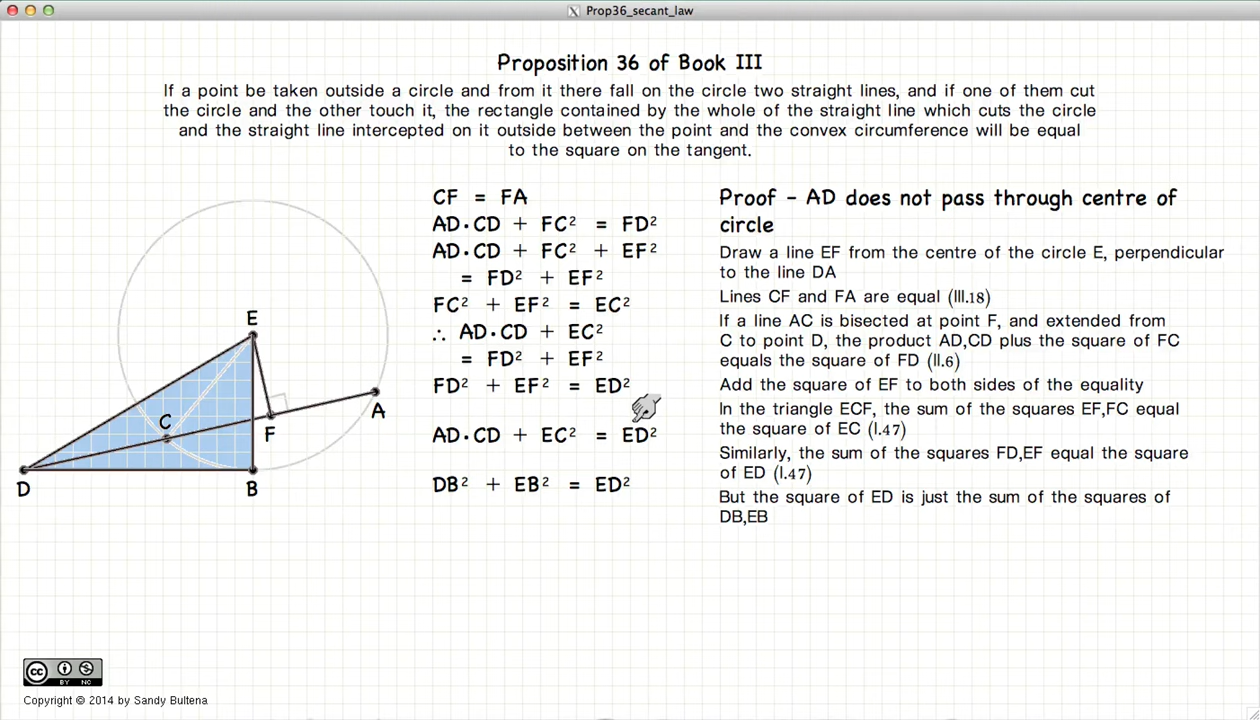 Prop36_secant_law
Proposition 36 of Book III
If a point be taken outside a circle and from it there fall on the circle two straight lines, and if one of them cut
the circle and the other touch it, the rectangle contained by the whole of the straight line which cuts the circle
and the straight line intercepted on it outside between the point and the convex circumference will be equal
to the square on the tangent.
E
C
A
F
D
B
CF = FA
AD·CD + FC² = FD²
AD·CD + FC² + EF²
= FD² + EF²
FC² + EF² = EC²
∴ AD·CD + EC²
= FD² + EF²
FD² + EF² = ED²
AD·CD + EC² = ED²
DB² + EB² = ED²
Proof - AD does not pass through centre of
circle
Draw a line EF from the centre of the circle E, perpendicular
to the line DA
Lines CF and FA are equal (III.18)
If a line AC is bisected at point F, and extended from
C to point D, the product AD,CD plus the square of FC
equals the square of FD (II.6)
Add the square of EF to both sides of the equality
In the triangle ECF, the sum of the squares EF,FC equal
the square of EC (I.47)
Similarly, the sum of the squares FD,EF equal the square
of ED (I.47)
But the square of ED is just the sum of the squares of
DB,EB
cc
BY NC
Copyright © 2014 by Sandy Bultena